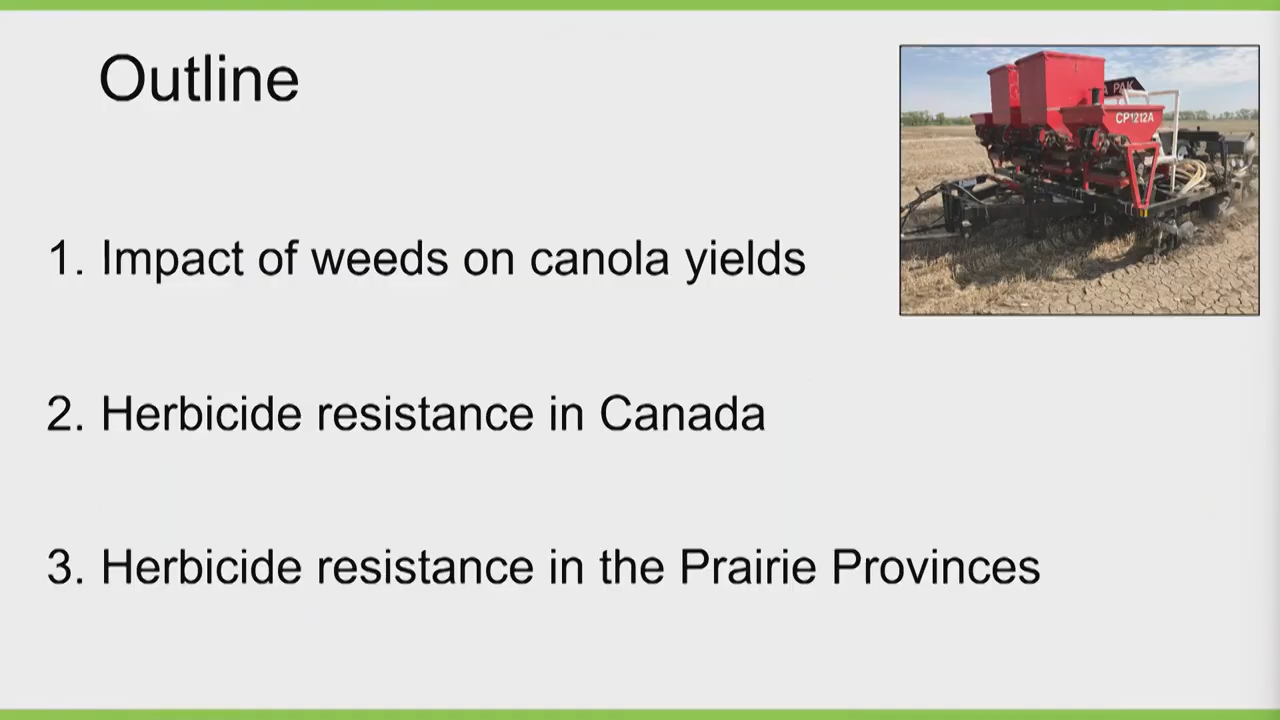 Outline
A PAK
CP1212A
1. Impact of weeds on canola yields
2. Herbicide resistance in Canada
3. Herbicide resistance in the Prairie Provinces